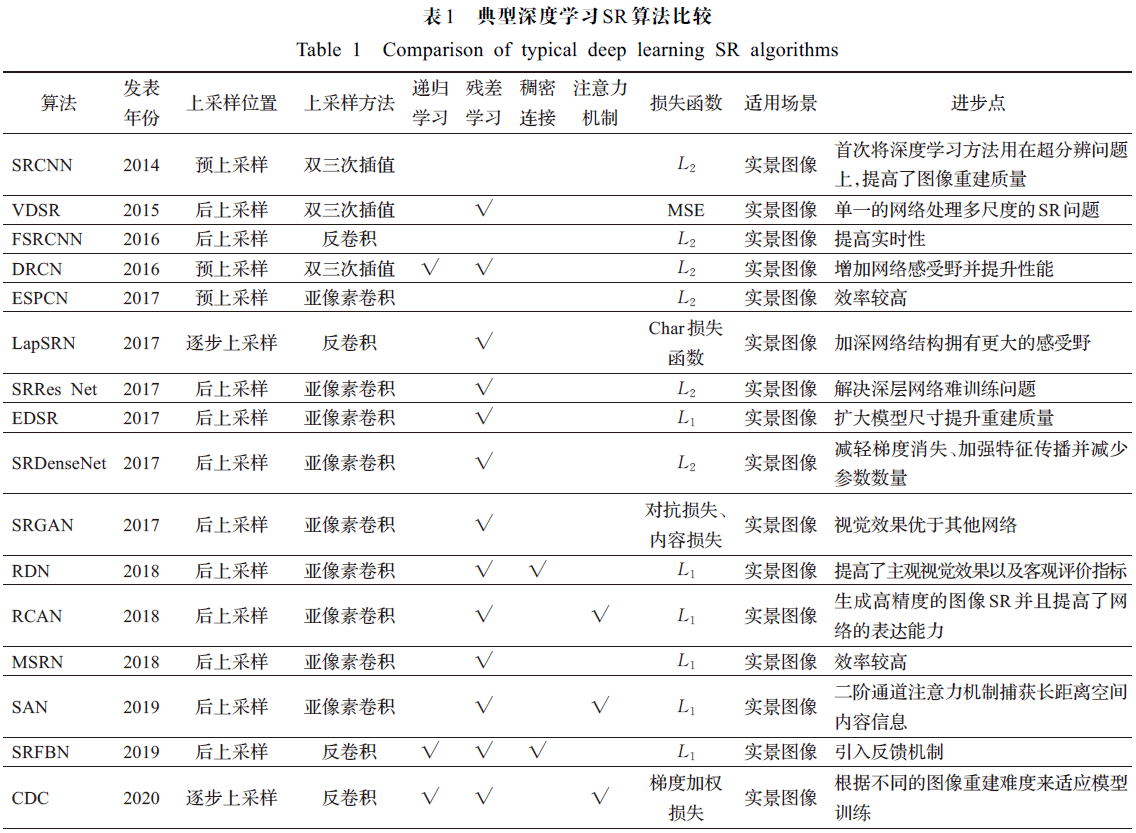 表1 典型深度学习SR算法比较
Table 1 Comparison of typical deep learning SR algorithms
算法 发表年份 上采样位置 上采样方法 递归学习 残差学习 稠密连接 注意力机制 损失函数 适用场景 进步点
SRCNN 2014 预上采样 双三次插值 L2 实景图像 首次将深度学习方法用在超分辨问题
上,提高了图像重建质量
VDSR 2015 后上采样 双三次插值 √ MSE 实景图像 单一的网络处理多尺度的SR问题
FSRCNN 2016 后上采样 反卷积 L2 实景图像 提高实时性
DRCN 2016 预上采样 双三次插值 √ √ L2 实景图像 增加网络感受野并提升性能
ESPCN 2017 预上采样 亚像素卷积 L2 实景图像 效率较高
LapSRN 2017 逐步上采样 反卷积 √ Char损失函数 实景图像 加深网络结构拥有更大的感受野
SRRes Net 2017 后上采样 亚像素卷积 √ L2 实景图像 解决深层网络难训练问题
EDSR 2017 后上采样 亚像素卷积 √ L1 实景图像 扩大模型尺寸提升重建质量
SRDenseNet 2017 后上采样 亚像素卷积 √ L2 实景图像 减轻梯度消失、加强特征传播并减少
参数数量
SRGAN 2017 后上采样 亚像素卷积 √ 对抗损失、内容损失 实景图像 视觉效果优于其他网络
RDN 2018 后上采样 亚像素卷积 √ √ L1 实景图像 提高了主观视觉效果以及客观评价指标
RCAN 2018 后上采样 亚像素卷积 √ √ L1 实景图像 生成高精度的图像SR并且提高了网
络的表达能力
MSRN 2018 后上采样 亚像素卷积 √ L1 实景图像 效率较高
SAN 2019 后上采样 亚像素卷积 √ √ L1 实景图像 二阶通道注意力机制捕获长距离空间
内容信息
SRFBN 2019 后上采样 反卷积 √ √ √ L1 实景图像 引入反馈机制
CDC 2020 逐步上采样 反卷积 √ √ √ 梯度加权损失 实景图像 根据不同的图像重建难度来适应模型
训练